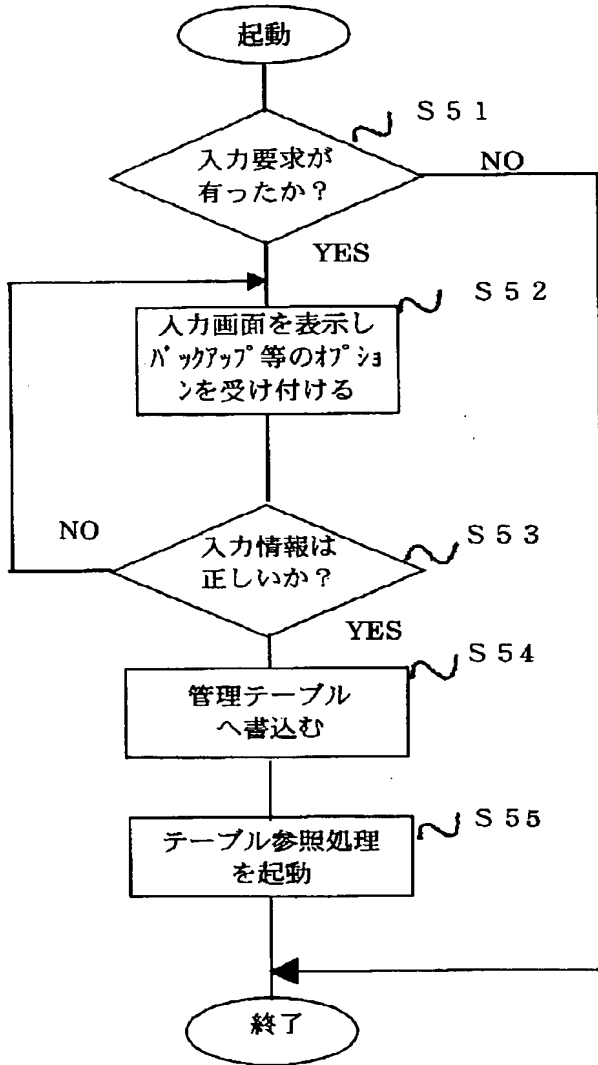 起動
S51
入力要求が
有ったか？
NO
YES
S52
入力画面を表示し
ﾊﾞｯｸｱｯﾌﾟ等のｵﾌﾟｼｮ
ﾝを受け付ける
NO
S53
入力情報は
正しいか？
YES
S54
管理テーブル
へ書込む
S55
テーブル参照処理
を起動
終了